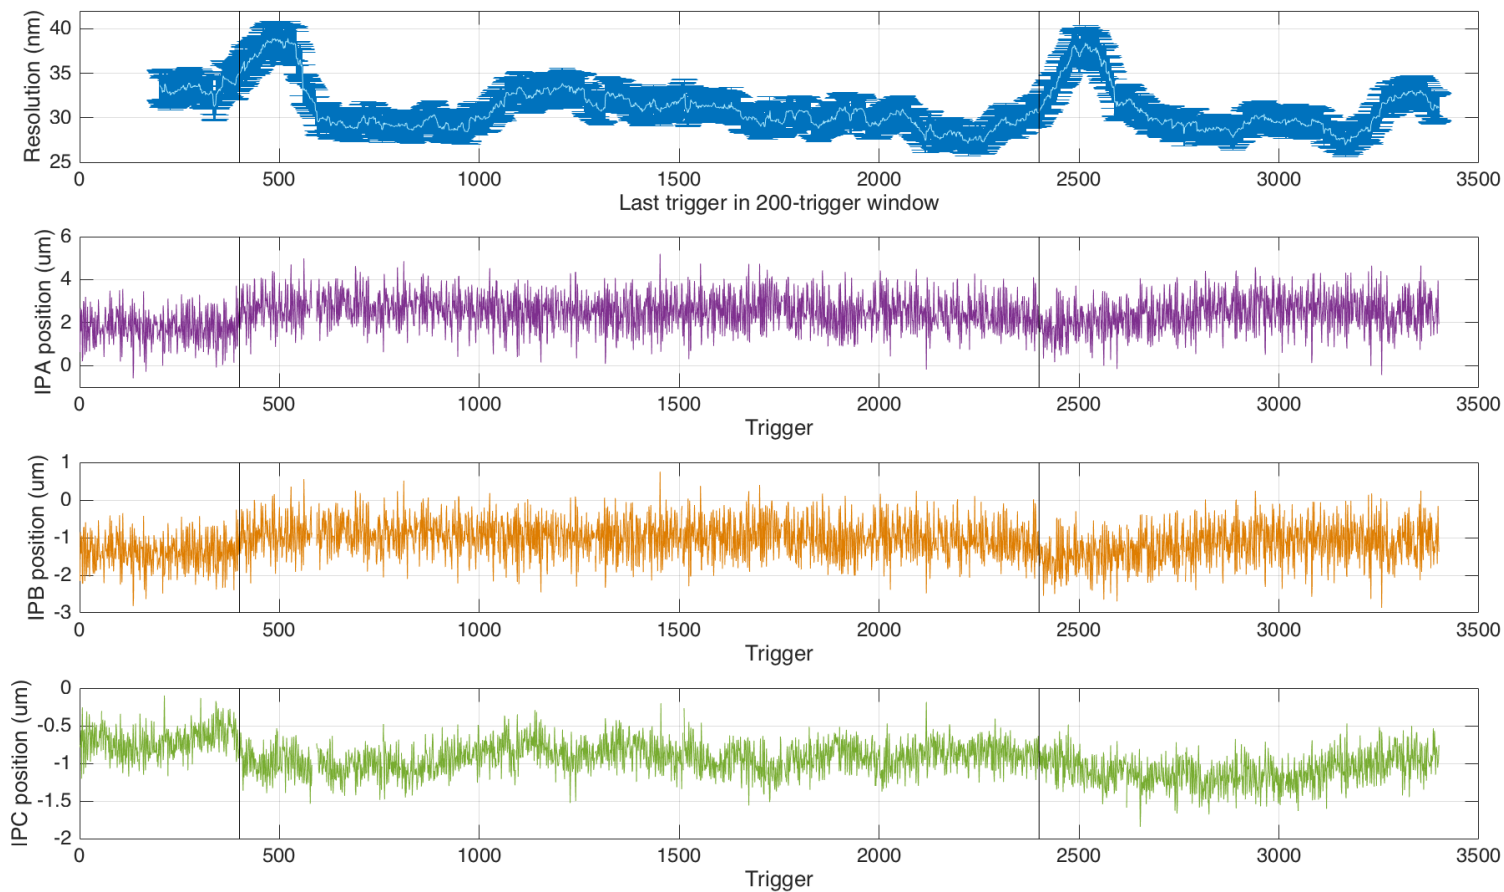 Resolution (nm)
40
35
30
25
0 500 1000 1500 2000 2500 3000 3500
Last trigger in 200-trigger window
IPA position (um)
6
4
2
0
0 500 1000 1500 2000 2500 3000 3500
Trigger
IPB position (um)
1
0
-1
-2
-3
0 500 1000 1500 2000 2500 3000 3500
Trigger
IPC position (um)
0
-0.5
-1
-1.5
-2
0 500 1000 1500 2000 2500 3000 3500
Trigger